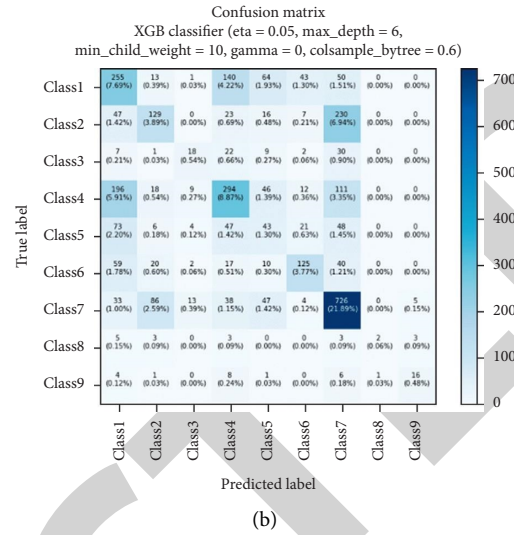 Confusion matrix
XGB classifier (eta = 0.05, max_depth = 6,
min_child_weight = 10, gamma = 0, colsample_bytree = 0.6)
True label
Class1 255 13 1 140 64 43 50 0 0
(7.69%) (0.39%) (0.03%) (4.22%) (1.93%) (1.30%) (1.51%) (0.00%) (0.00%)
Class2 47 129 0 23 16 7 230 0 0
(1.42%) (3.89%) (0.00%) (0.69%) (0.48%) (0.21%) (6.94%) (0.00%) (0.00%)
Class3 7 1 18 22 9 2 30 0 0
(0.21%) (0.03%) (0.54%) (0.66%) (0.27%) (0.06%) (0.90%) (0.00%) (0.00%)
Class4 196 18 9 294 46 12 111 0 0
(5.91%) (0.54%) (0.27%) (8.87%) (1.39%) (0.36%) (3.35%) (0.00%) (0.00%)
Class5 73 6 4 47 43 21 48 0 0
(2.20%) (0.18%) (0.12%) (1.42%) (1.30%) (0.63%) (1.45%) (0.00%) (0.00%)
Class6 59 20 2 17 10 125 40 0 0
(1.78%) (0.60%) (0.06%) (0.51%) (0.30%) (3.77%) (1.21%) (0.00%) (0.00%)
Class7 33 86 13 38 47 4 726 0 5
(1.00%) (2.59%) (0.39%) (1.15%) (1.42%) (0.12%) (21.89%) (0.00%) (0.15%)
Class8 5 3 0 3 0 0 3 2 3
(0.15%) (0.09%) (0.00%) (0.09%) (0.00%) (0.00%) (0.09%) (0.06%) (0.09%)
Class9 4 1 0 8 1 0 6 1 16
(0.12%) (0.03%) (0.00%) (0.24%) (0.03%) (0.00%) (0.18%) (0.03%) (0.48%)
Class1 Class2 Class3 Class4 Class5 Class6 Class7 Class8 Class9
Predicted label
700
600
500
400
300
200
100
0
(b)